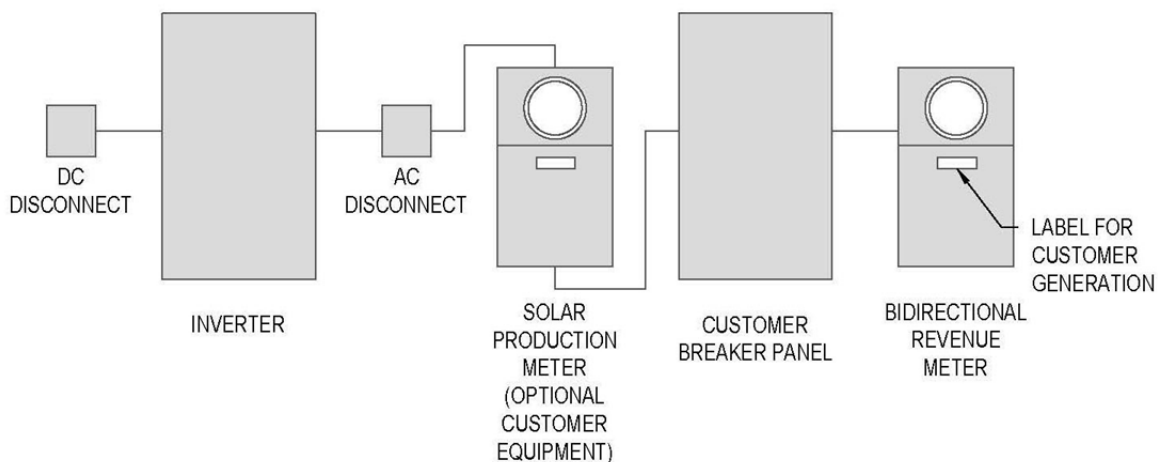 DC
DISCONNECT
INVERTER
AC
DISCONNECT
SOLAR
PRODUCTION
METER
(OPTIONAL
CUSTOMER
EQUIPMENT)
CUSTOMER
BREAKER PANEL
BIDIRECTIONAL
REVENUE
METER
LABEL FOR
CUSTOMER
GENERATION